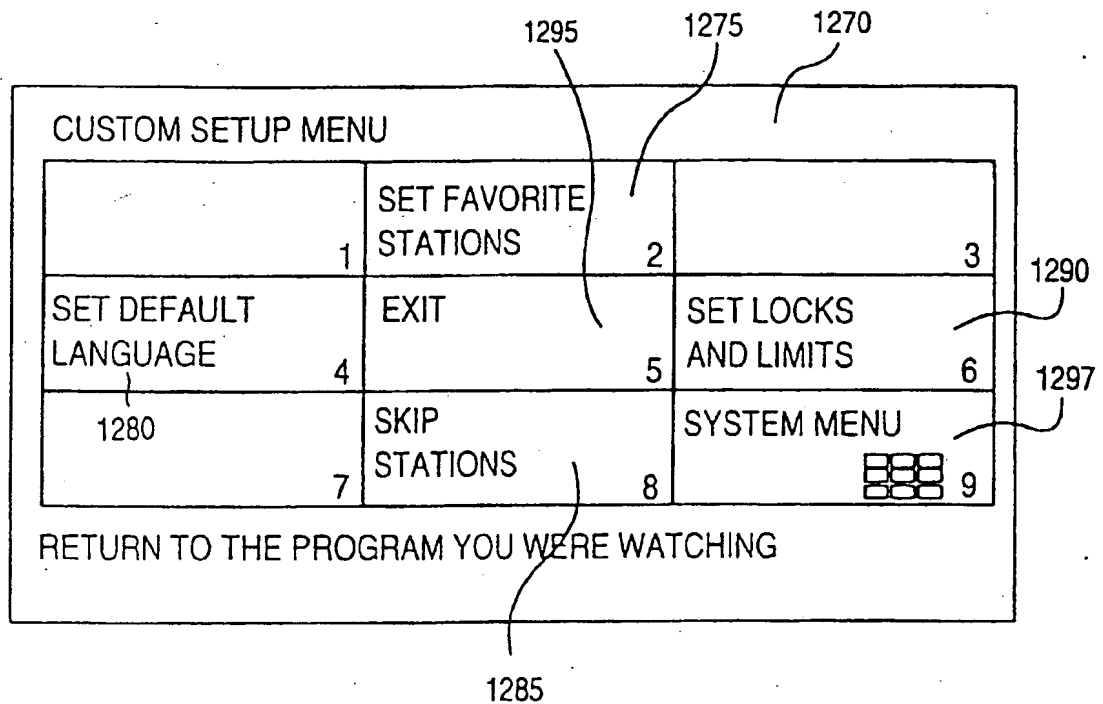 1295 1275 1270
CUSTOM SETUP MENU
1
SET FAVORITE
STATIONS 2
3
SET DEFAULT
LANGUAGE 4
EXIT
5
SET LOCKS
AND LIMITS 6
1290
1280
7
SKIP
STATIONS 8
SYSTEM MENU
9
1297
RETURN TO THE PROGRAM YOU WERE WATCHING
1285